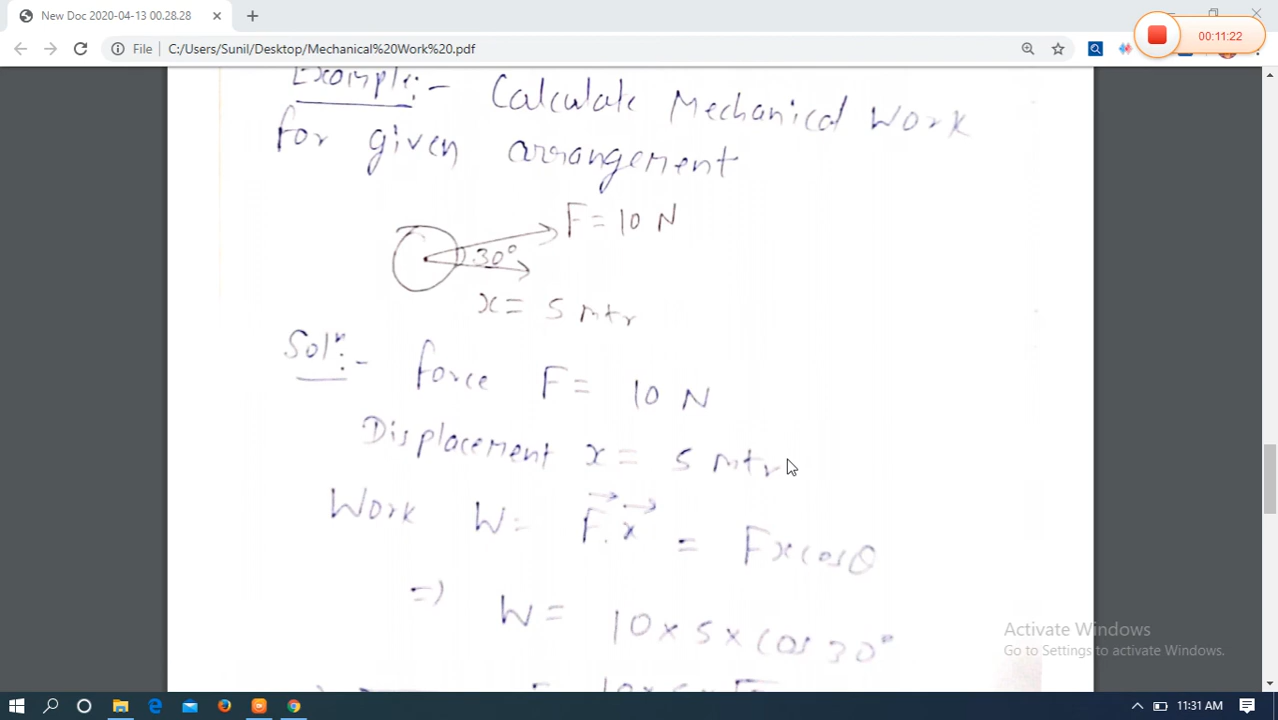 New Doc 2020-04-13 00.28.28
00:11:22
File
C:/Users/Sunil/Desktop/Mechanical%20Work%20.pdf
Example:- Calculate Mechanical Work
for given arrangement
F = 10 N
30°
x = 5 mtr
Solⁿ:- force F = 10 N
Displacement x = 5 mtr
Work W = F⃗.x⃗ = Fxcosθ
=) W = 10 × 5 × cos 30°
Activate Windows
Go to Settings to activate Windows.
11:31 AM